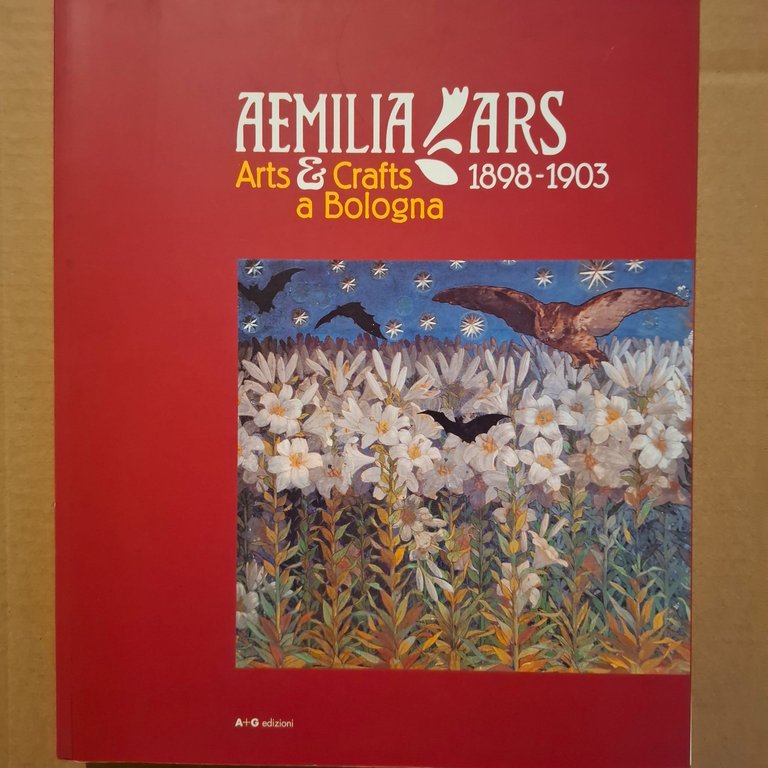 AEMILIA ARS
Arts & Crafts 1898-1903
a Bologna
A+G edizioni